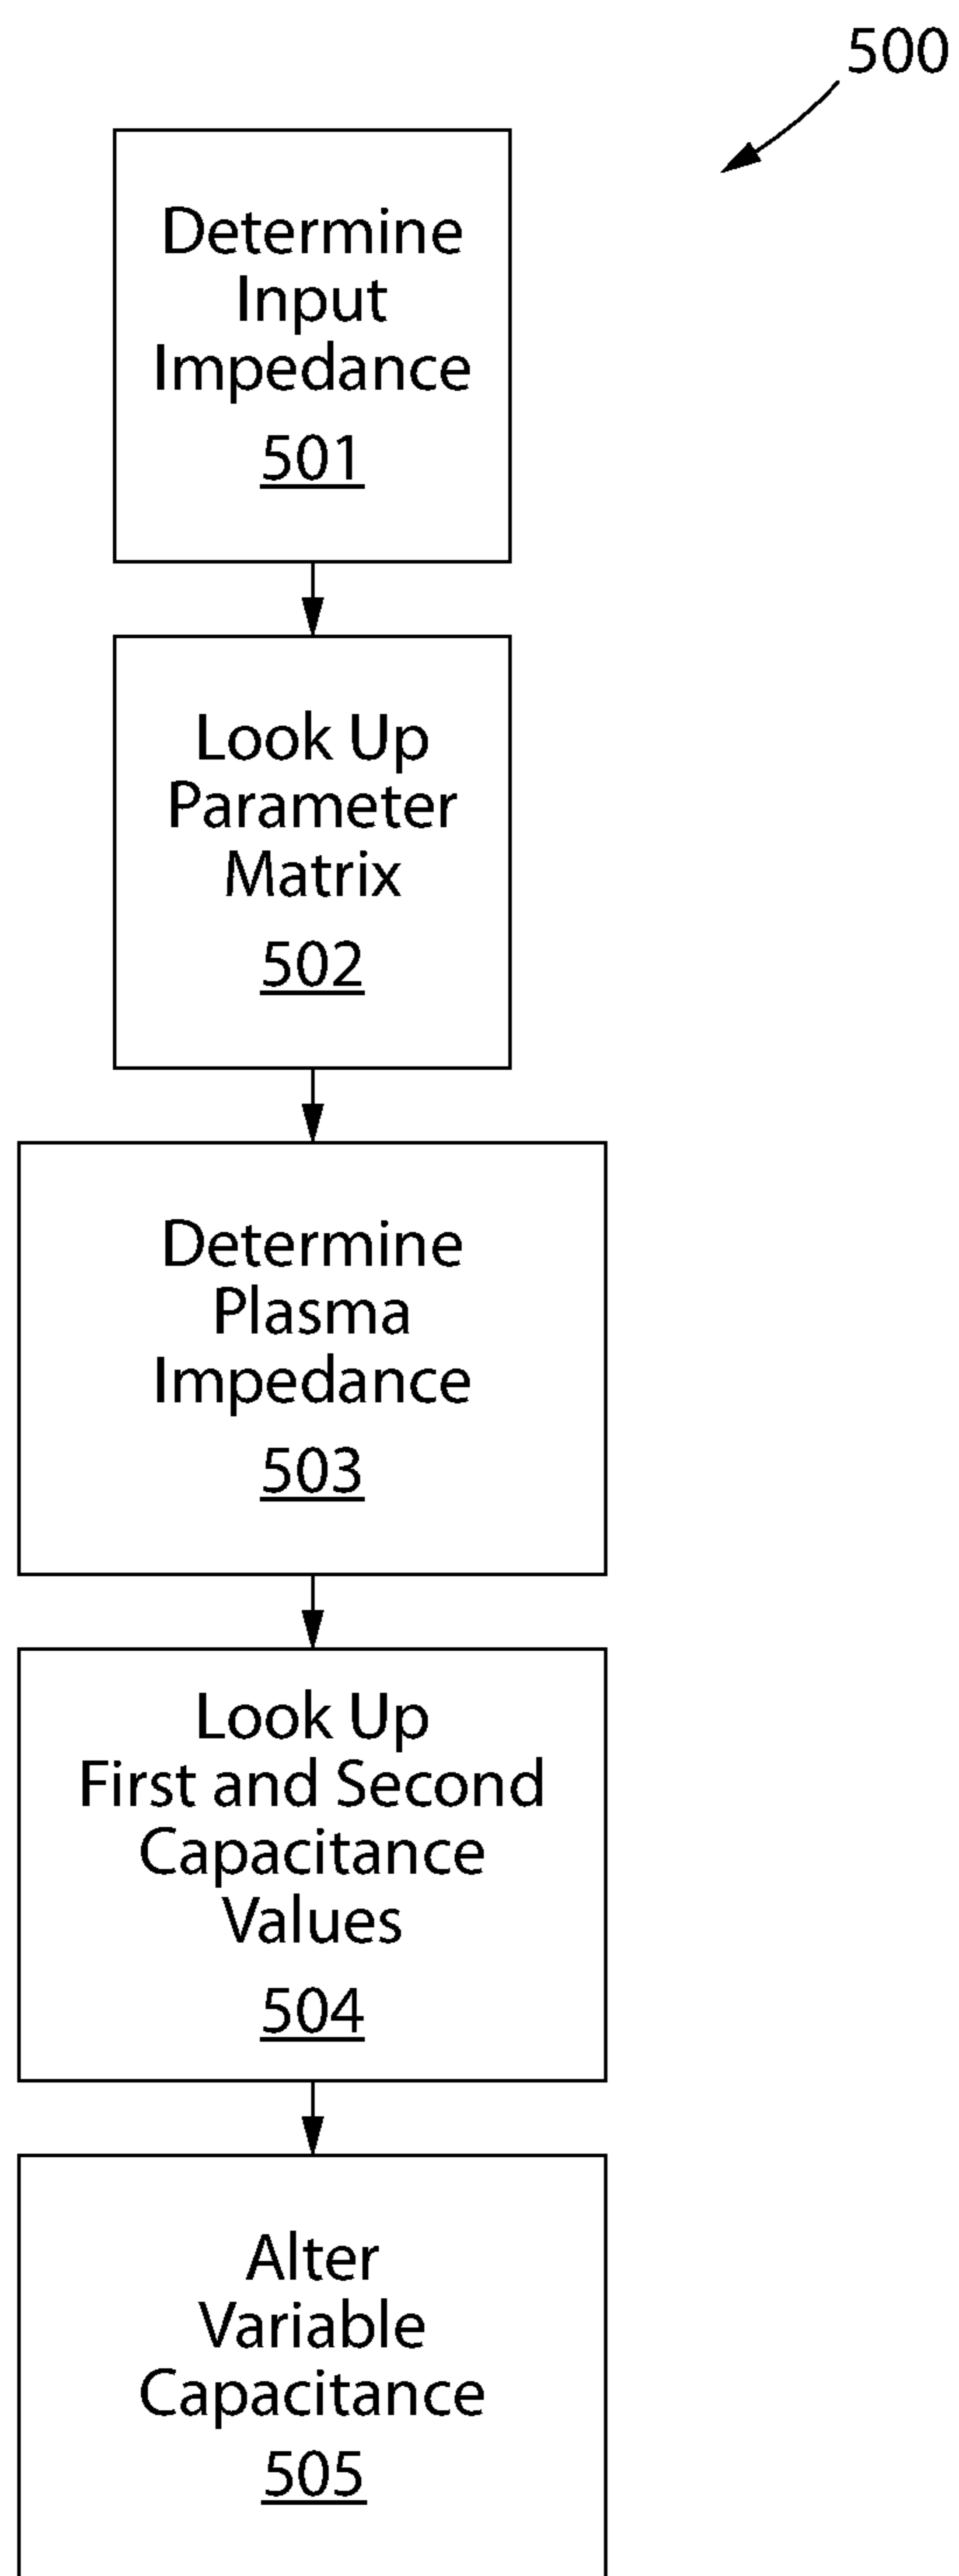 500
Determine
Input
Impedance
501
Look Up
Parameter
Matrix
502
Determine
Plasma
Impedance
503
Look Up
First and Second
Capacitance
Values
504
Alter
Variable
Capacitance
505